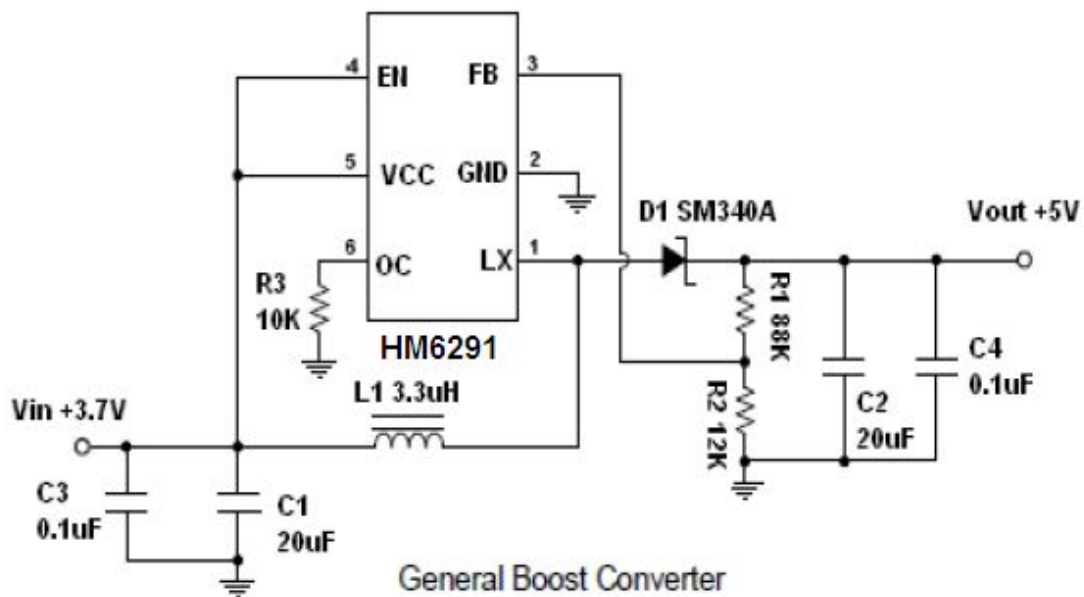 4
EN
FB
3
5
VCC
GND
2
D1 SM340A
Vout +5V
6
OC
LX
1
R3
10K
R1 88K
HM6291
C4
0.1uF
L1 3.3uH
Vin +3.7V
R2 12K
C2
20uF
C3
0.1uF
C1
20uF
General Boost Converter